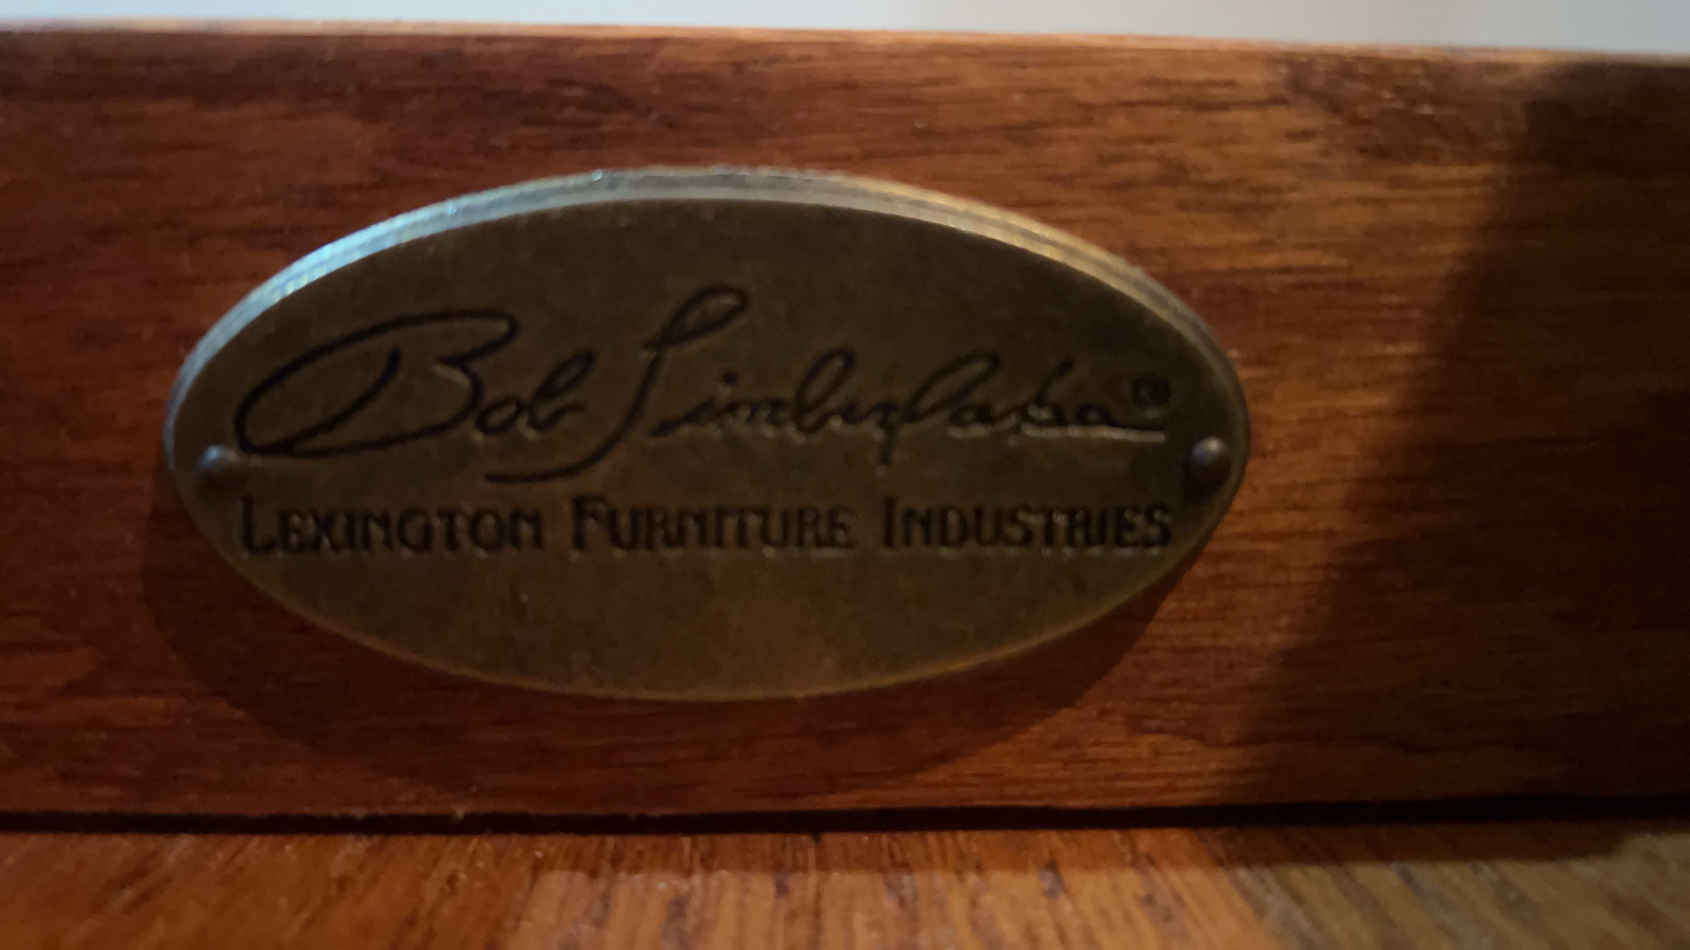 Bob Timberlake®
LEXINGTON FURNITURE INDUSTRIES